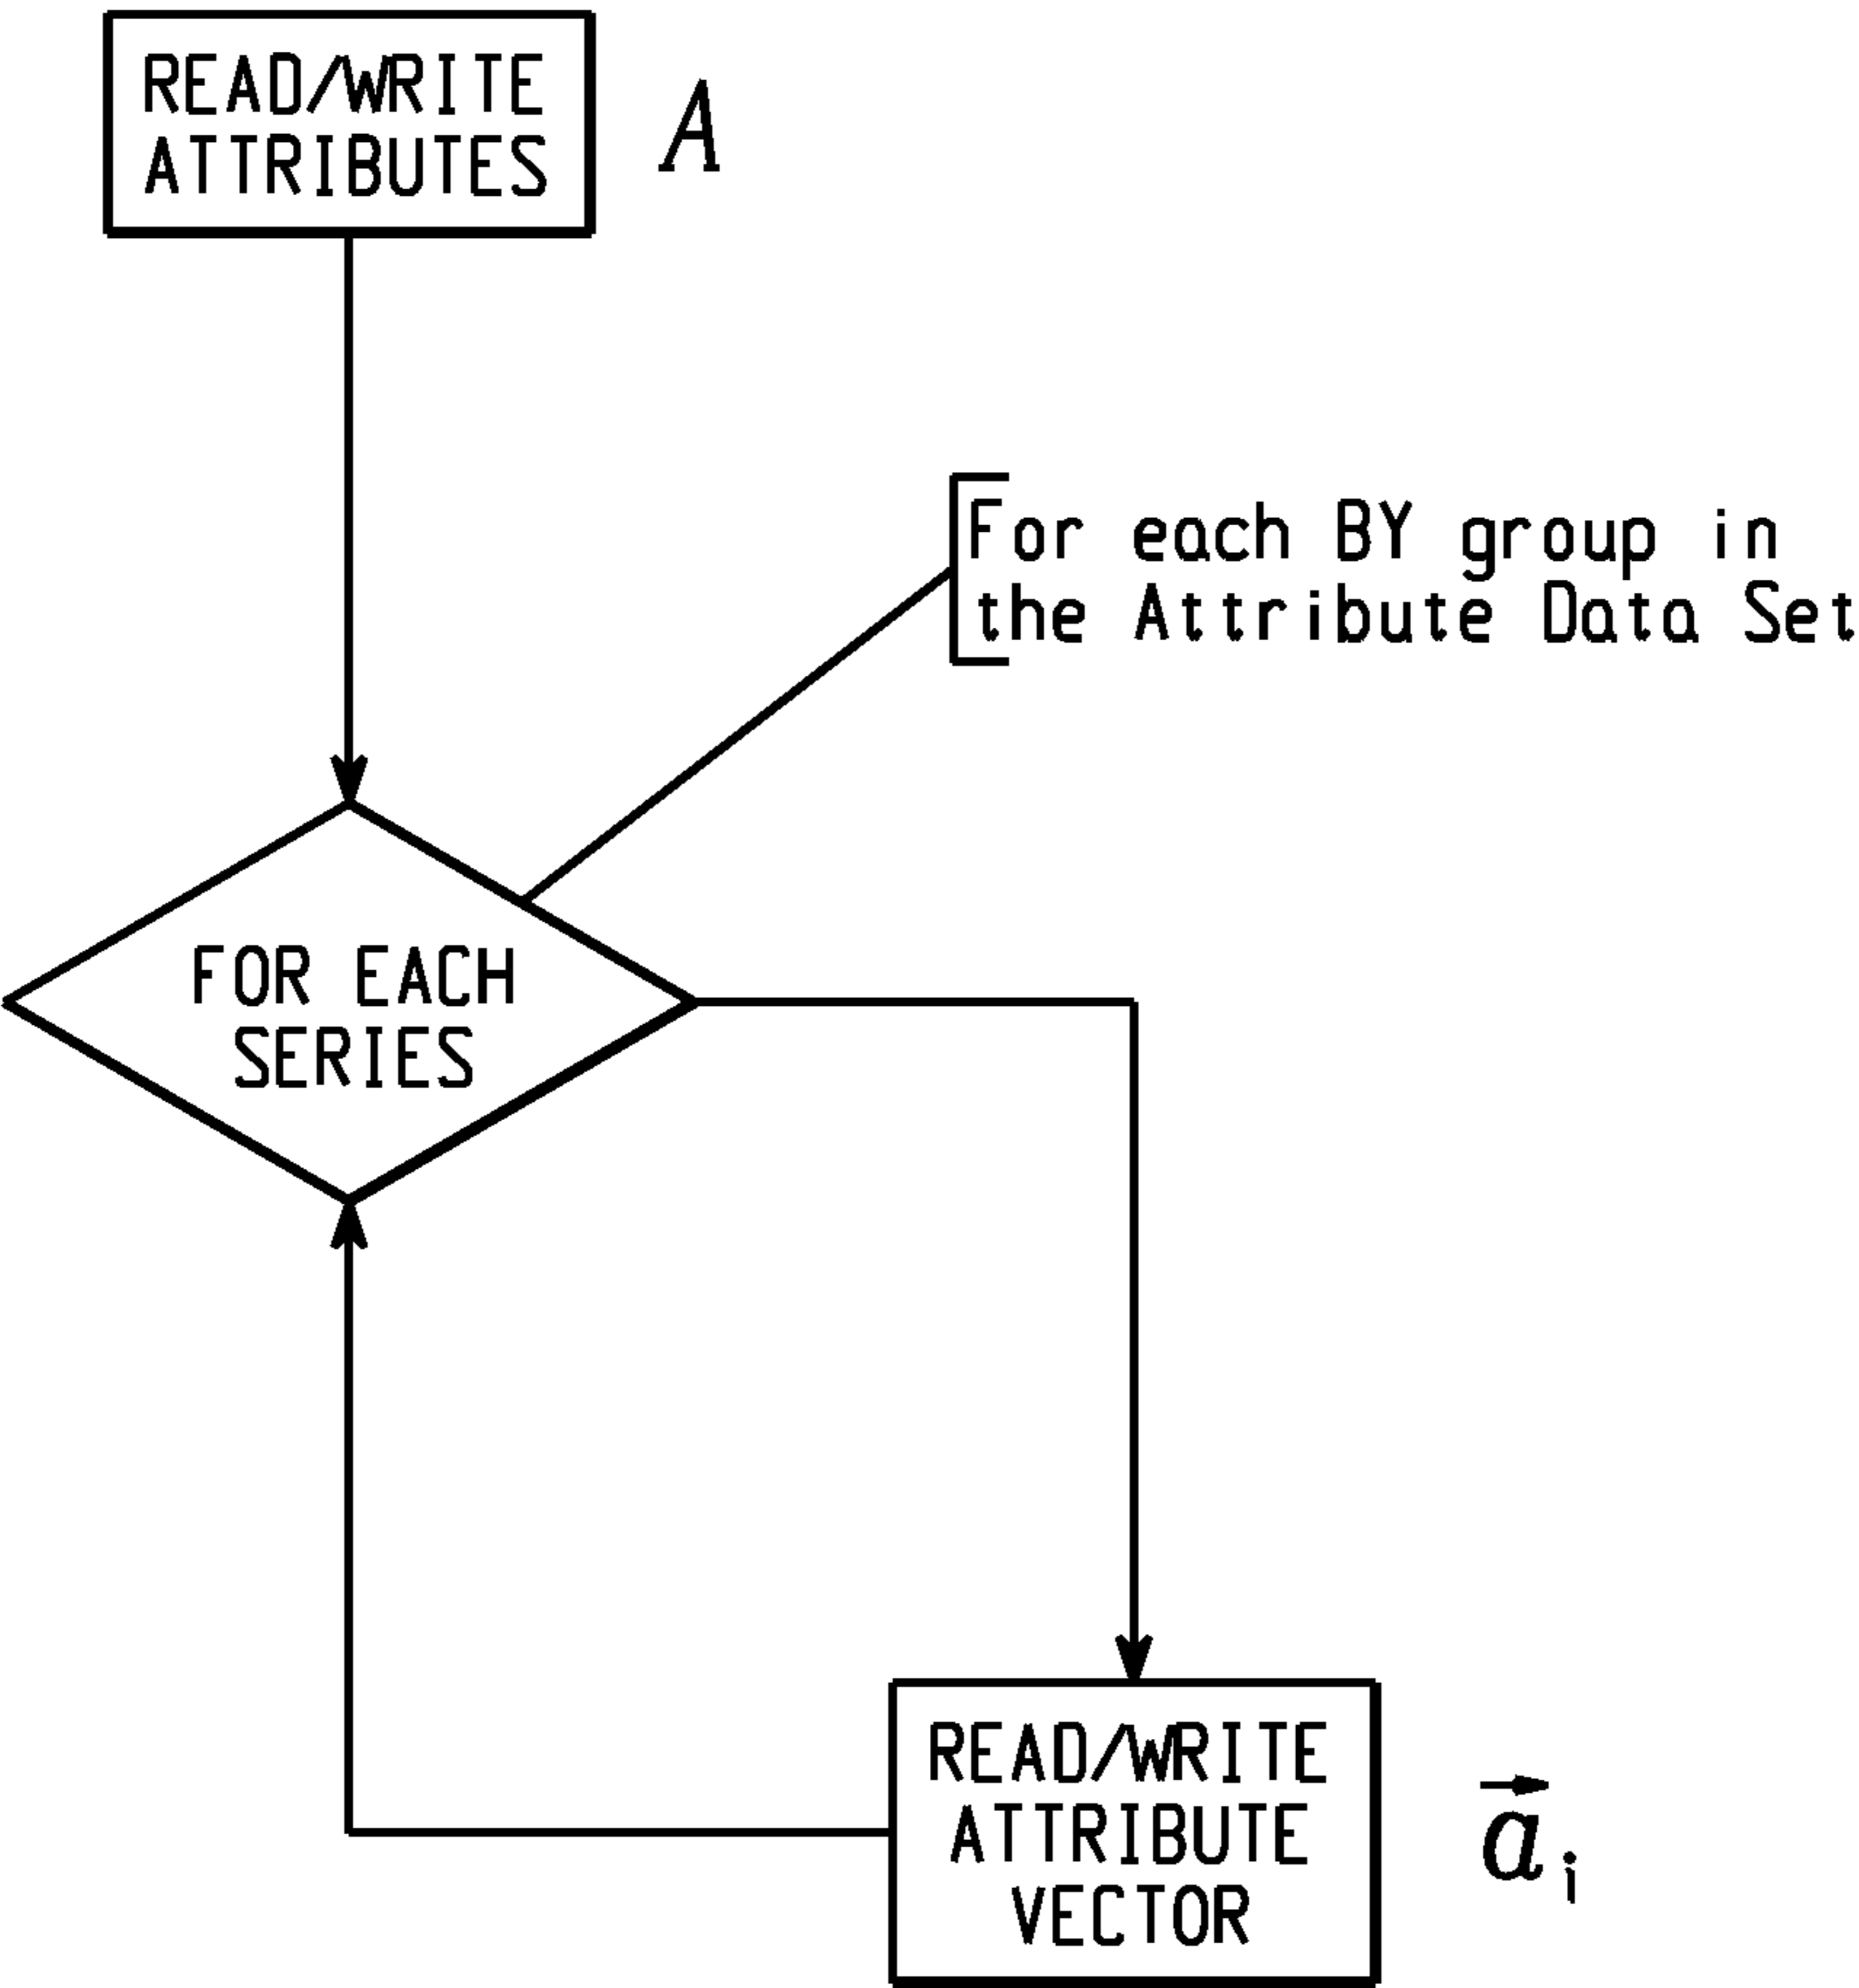 READ/WRITE
ATTRIBUTES
A
For each BY group in
the Attribute Data Set
FOR EACH
SERIES
READ/WRITE
ATTRIBUTE
VECTOR
a⃗i